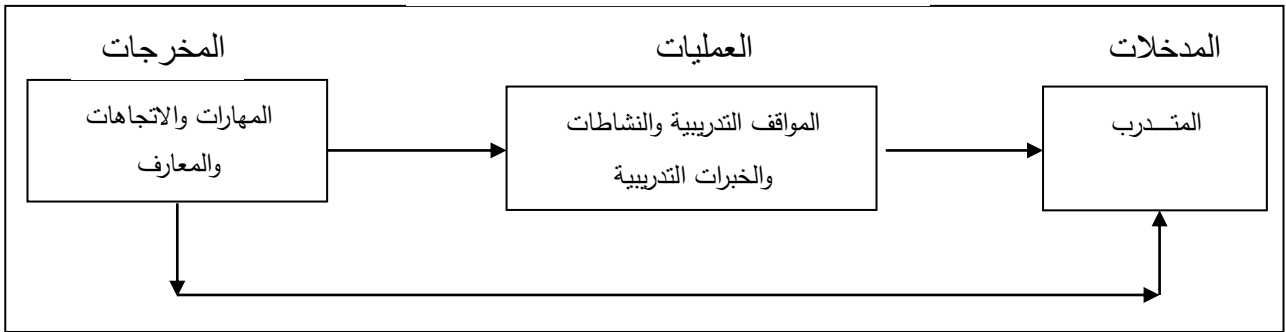 المدخلات
العمليات
المخرجات
المتــدرب
المواقف التدريبية والنشاطات
والخبرات التدريبية
المهارات والاتجاهات
والمعارف